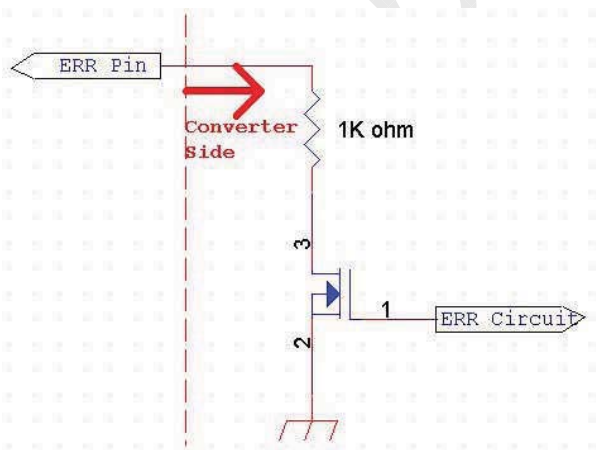 ERR Pin
Converter
Side
1K ohm
3
1
ERR Circuit
2